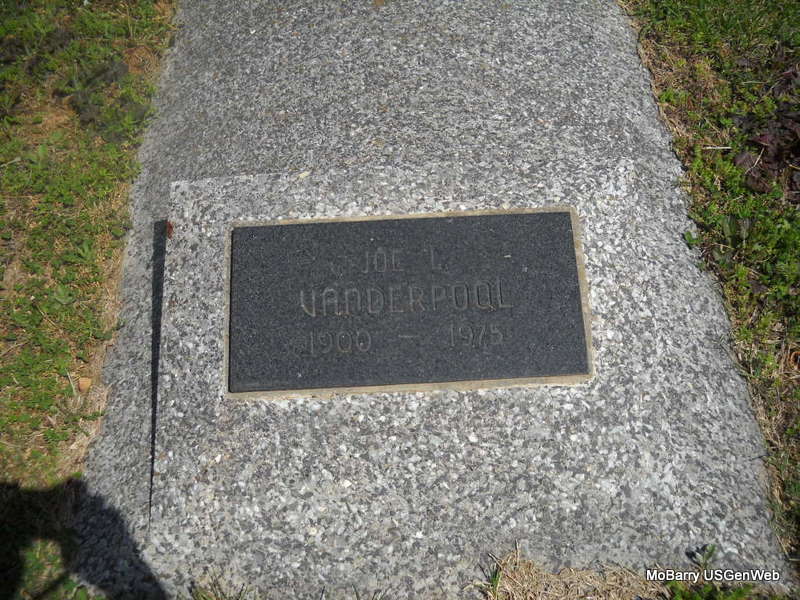 JOE L.
VANDERPOOL
1900 — 1975
MoBarry USGenWeb